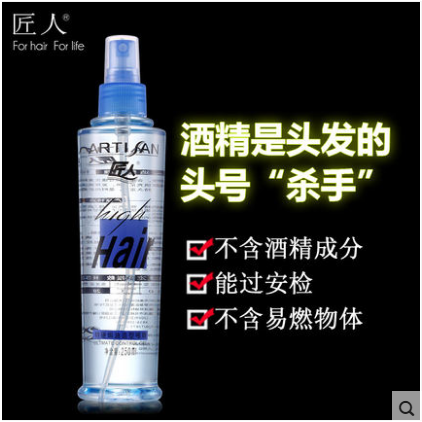 匠人®
For hair For life
酒精是头发的
头号“杀手”
不含酒精成分
能过安检
不含易燃物体
ARTISAN
匠人
high
Hair